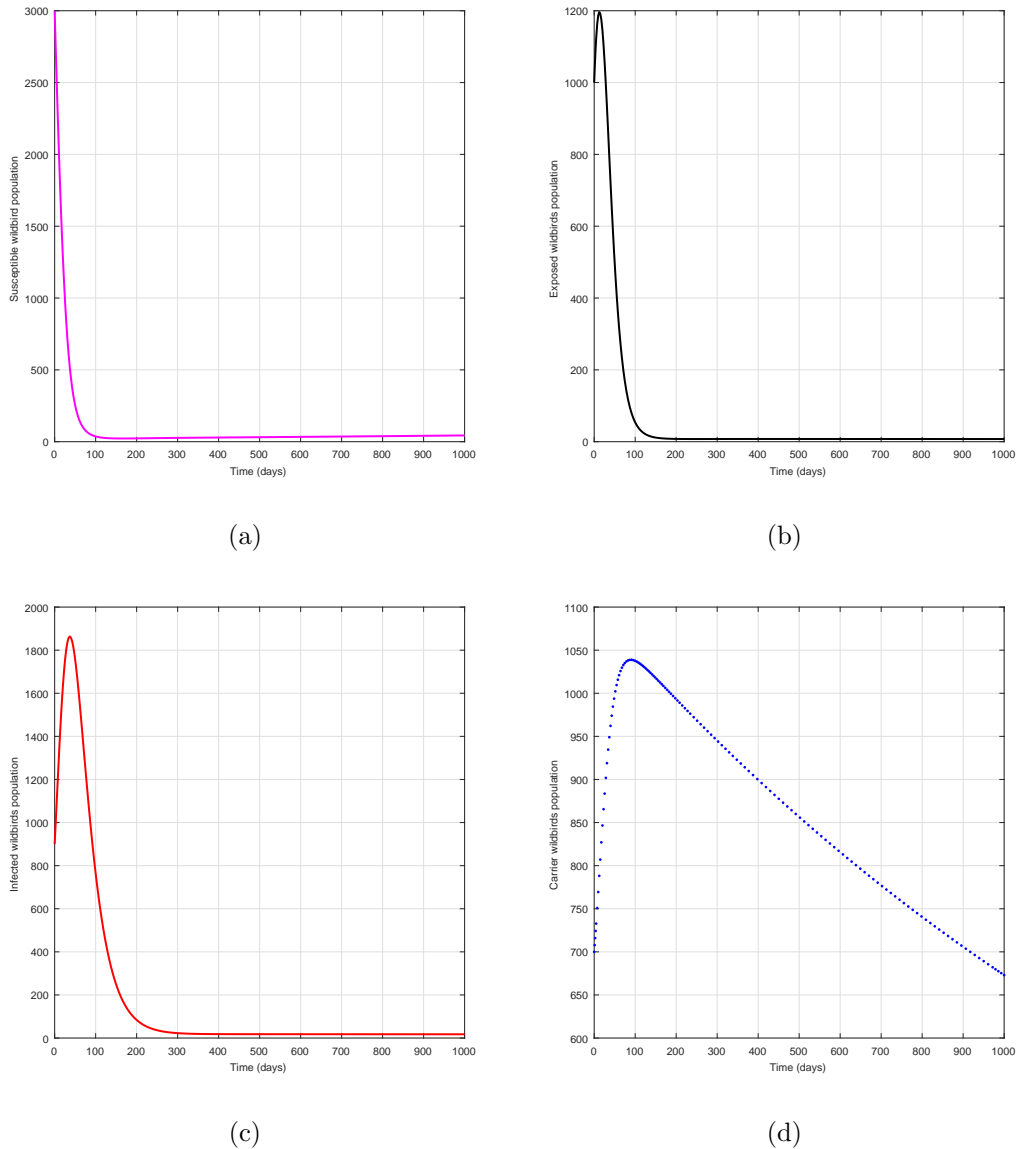 3000
2500
2000
1500
1000
500
0
Susceptible wildbird population
0 100 200 300 400 500 600 700 800 900 1000
Time (days)
(a)
1200
1000
800
600
400
200
0
Exposed wildbirds population
0 100 200 300 400 500 600 700 800 900 1000
Time (days)
(b)
2000
1800
1600
1400
1200
1000
800
600
400
200
0
Infected wildbirds population
0 100 200 300 400 500 600 700 800 900 1000
Time (days)
(c)
1100
1050
1000
950
900
850
800
750
700
650
600
Carrier wildbirds population
0 100 200 300 400 500 600 700 800 900 1000
Time (days)
(d)